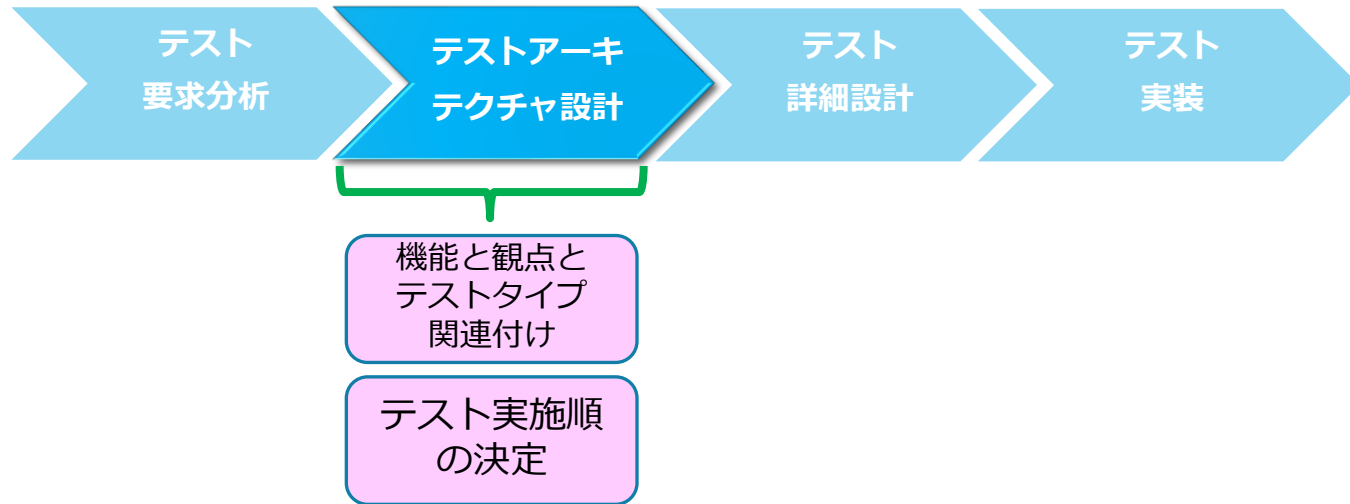 テスト
要求分析
テストアーキ
テクチャ設計
テスト
詳細設計
テスト
実装
機能と観点と
テストタイプ
関連付け
テスト実施順
の決定